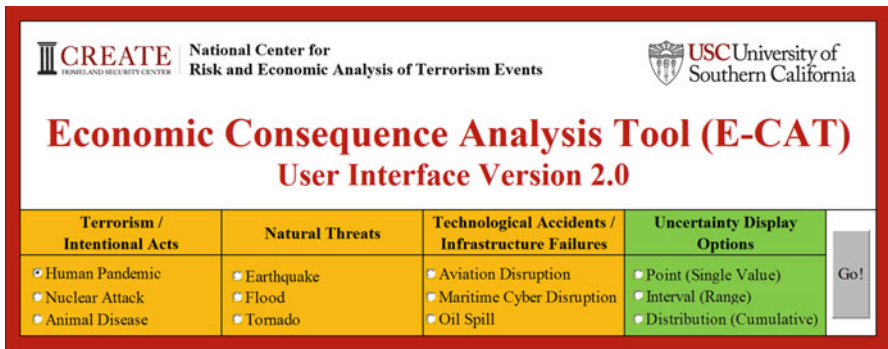 CREATE
HOMELAND SECURITY CENTER
National Center for
Risk and Economic Analysis of Terrorism Events
USC University of
Southern California
Economic Consequence Analysis Tool (E-CAT)
User Interface Version 2.0
Terrorism /
Intentional Acts
Natural Threats
Technological Accidents /
Infrastructure Failures
Uncertainty Display
Options
Human Pandemic
Nuclear Attack
Animal Disease
Earthquake
Flood
Tornado
Aviation Disruption
Maritime Cyber Disruption
Oil Spill
Point (Single Value)
Interval (Range)
Distribution (Cumulative)
Go!